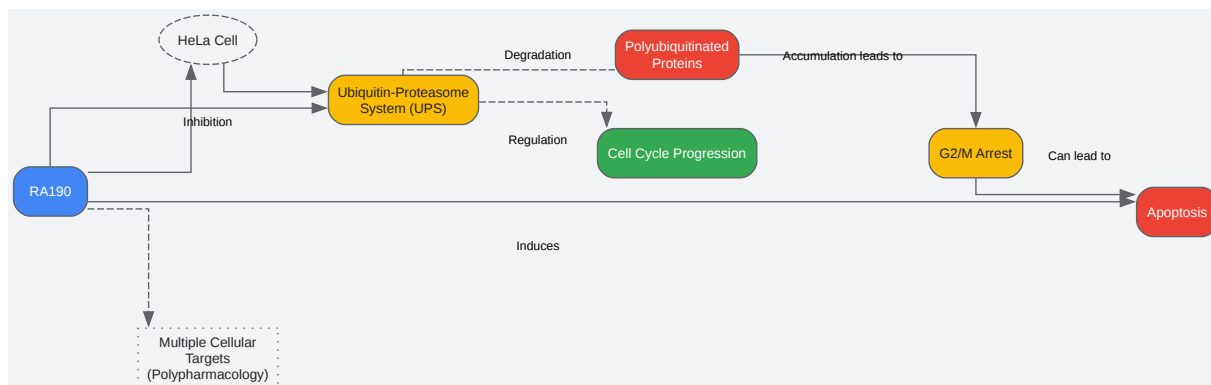 HeLa Cell
Degradation
Polyubiquitinated
Proteins
Accumulation leads to
Ubiquitin-Proteasome
System (UPS)
Inhibition
Regulation
Cell Cycle Progression
G2/M Arrest
Can lead to
RA190
Apoptosis
Induces
Multiple Cellular
Targets
(Polypharmacology)